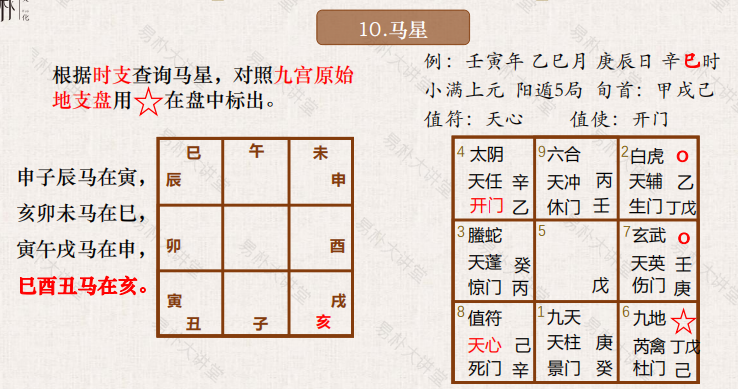 朴
文化
10.马星
根据时支查询马星，对照九宫原始
地支盘用☆在盘中标出。
例：壬寅年 乙巳月 庚辰日 辛巳时
小满上元 阳遁5局 旬首：甲戌己
值符：天心 值使：开门
申子辰马在寅，
亥卯未马在巳，
寅午戌马在申，
巳酉丑马在亥。
巳 午 未
辰 申
卯 酉
寅 戌
丑 子 亥
4 太阴 9 六合 2 白虎 O
天任 辛 天冲 丙 天辅 乙
开门 乙 休门 壬 生门 丁戊
3 螣蛇 5 7 玄武 O
天蓬 癸 天英 壬
惊门 丙 戊 伤门 庚
8 值符 1 九天 6 九地 ☆
天心 己 天柱 庚 芮禽 丁戊
死门 辛 景门 癸 杜门 己
易朴大讲堂